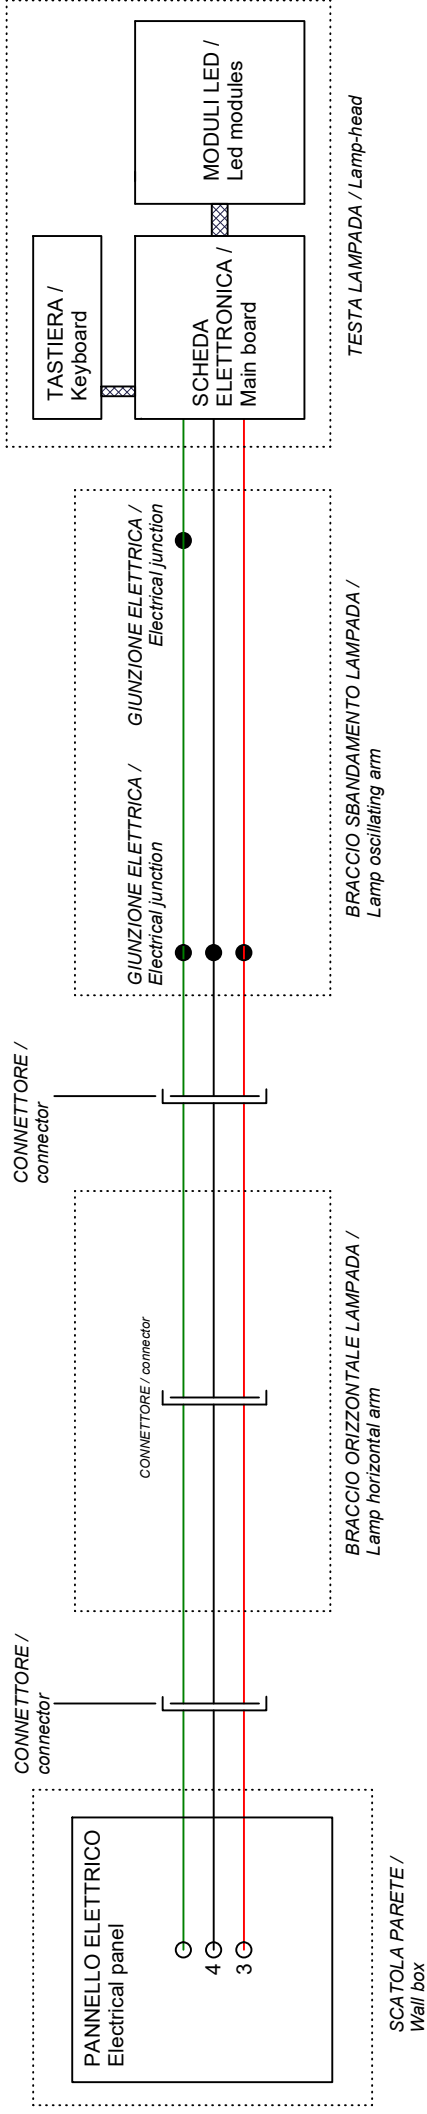 PANNELLO ELETTRICO
Electrical panel
4
3
SCATOLA PARETE /
Wall box
CONNETTORE /
connector
CONNETTORE / connector
BRACCIO ORIZZONTALE LAMPADA /
Lamp horizontal arm
CONNETTORE /
connector
GIUNZIONE ELETTRICA /
Electrical junction
GIUNZIONE ELETTRICA /
Electrical junction
BRACCIO SBANDAMENTO LAMPADA /
Lamp oscillating arm
TASTIERA /
Keyboard
SCHEDA
ELETTRONICA /
Main board
MODULI LED /
Led modules
TESTA LAMPADA / Lamp-head